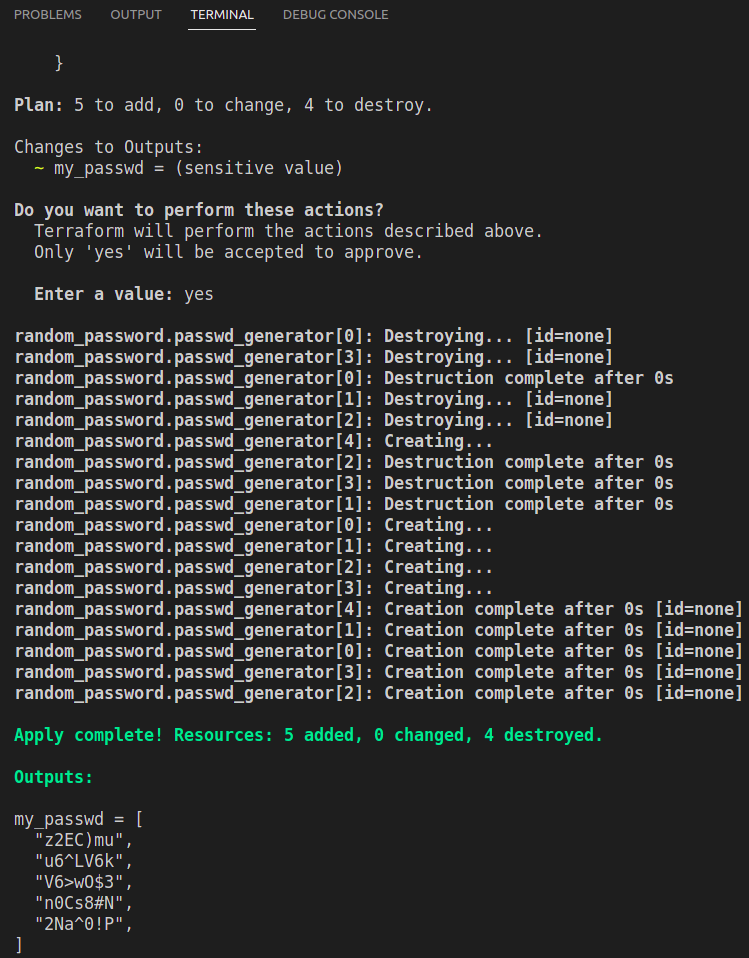 PROBLEMS OUTPUT TERMINAL DEBUG CONSOLE
}
Plan: 5 to add, 0 to change, 4 to destroy.
Changes to Outputs:
~ my_passwd = (sensitive value)
Do you want to perform these actions?
Terraform will perform the actions described above.
Only 'yes' will be accepted to approve.
Enter a value: yes
random_password.passwd_generator[0]: Destroying... [id=none]
random_password.passwd_generator[3]: Destroying... [id=none]
random_password.passwd_generator[0]: Destruction complete after 0s
random_password.passwd_generator[1]: Destroying... [id=none]
random_password.passwd_generator[2]: Destroying... [id=none]
random_password.passwd_generator[4]: Creating...
random_password.passwd_generator[2]: Destruction complete after 0s
random_password.passwd_generator[3]: Destruction complete after 0s
random_password.passwd_generator[1]: Destruction complete after 0s
random_password.passwd_generator[0]: Creating...
random_password.passwd_generator[1]: Creating...
random_password.passwd_generator[2]: Creating...
random_password.passwd_generator[3]: Creating...
random_password.passwd_generator[4]: Creation complete after 0s [id=none]
random_password.passwd_generator[1]: Creation complete after 0s [id=none]
random_password.passwd_generator[0]: Creation complete after 0s [id=none]
random_password.passwd_generator[3]: Creation complete after 0s [id=none]
random_password.passwd_generator[2]: Creation complete after 0s [id=none]
Apply complete! Resources: 5 added, 0 changed, 4 destroyed.
Outputs:
my_passwd = [
"z2EC)mu",
"u6^LV6k",
"V6>wO$3",
"n0Cs8#N",
"2Na^0!P",
]